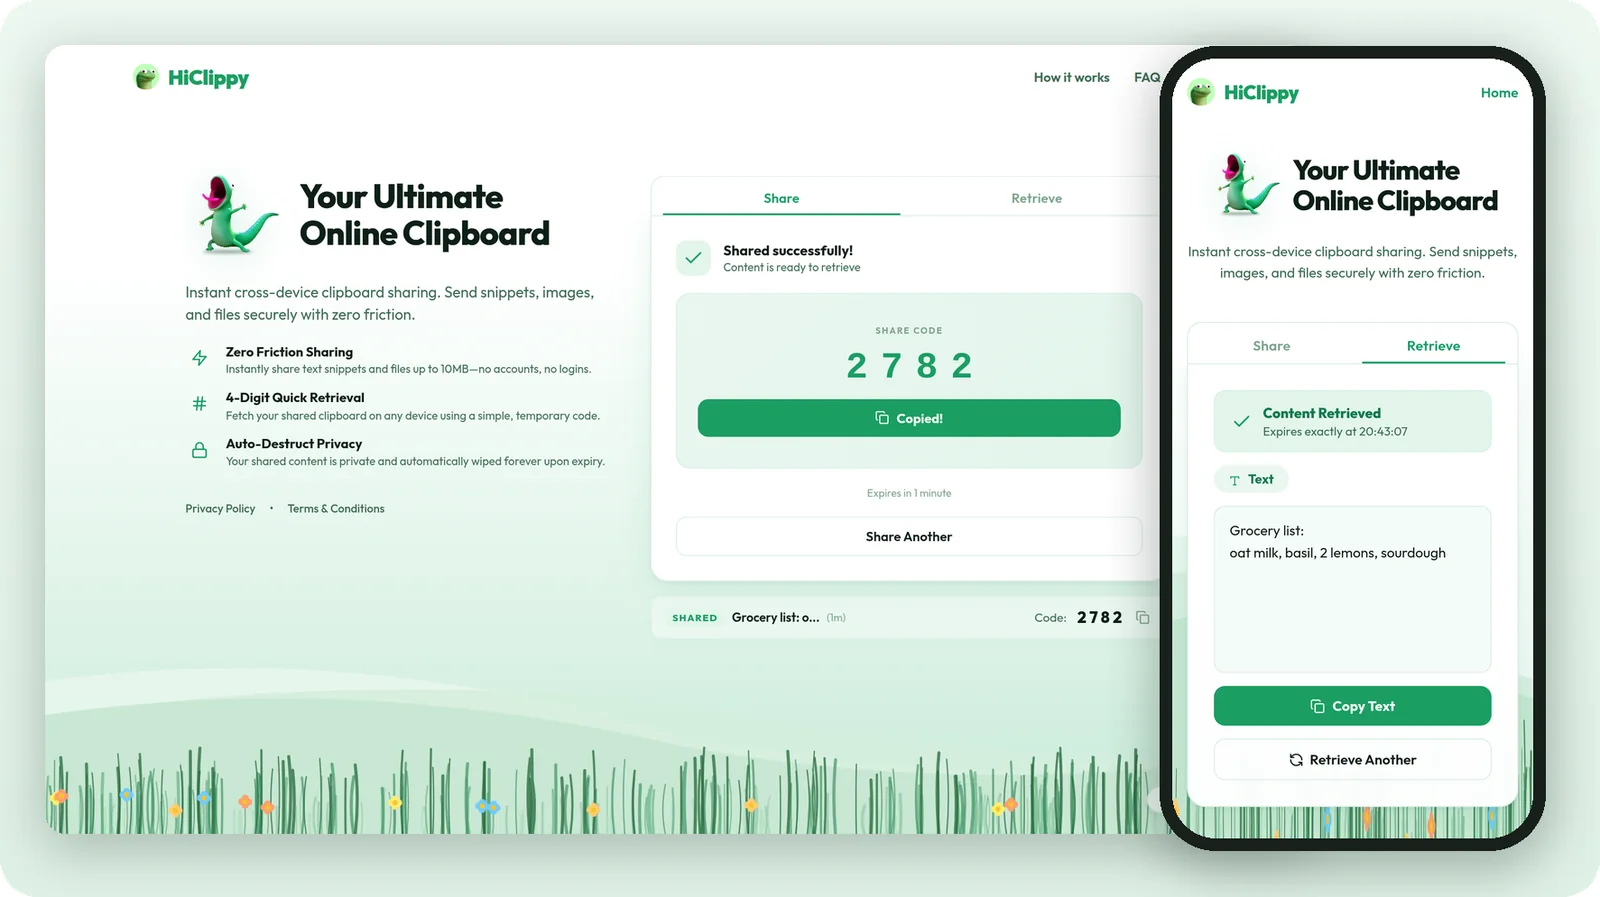 HiClippy
How it works
FAQ
Your Ultimate
Online Clipboard
Instant cross-device clipboard sharing. Send snippets, images,
and files securely with zero friction.
Zero Friction Sharing
Instantly share text snippets and files up to 10MB—no accounts, no logins.
4-Digit Quick Retrieval
Fetch your shared clipboard on any device using a simple, temporary code.
Auto-Destruct Privacy
Your shared content is private and automatically wiped forever upon expiry.
Privacy Policy • Terms & Conditions
Share
Retrieve
Shared successfully!
Content is ready to retrieve
SHARE CODE
2782
Copied!
Expires in 1 minute
Share Another
SHARED Grocery list: o... (1m) Code: 2782
HiClippy
Home
Your Ultimate
Online Clipboard
Instant cross-device clipboard sharing. Send snippets,
images, and files securely with zero friction.
Share
Retrieve
Content Retrieved
Expires exactly at 20:43:07
Text
Grocery list:
oat milk, basil, 2 lemons, sourdough
Copy Text
Retrieve Another